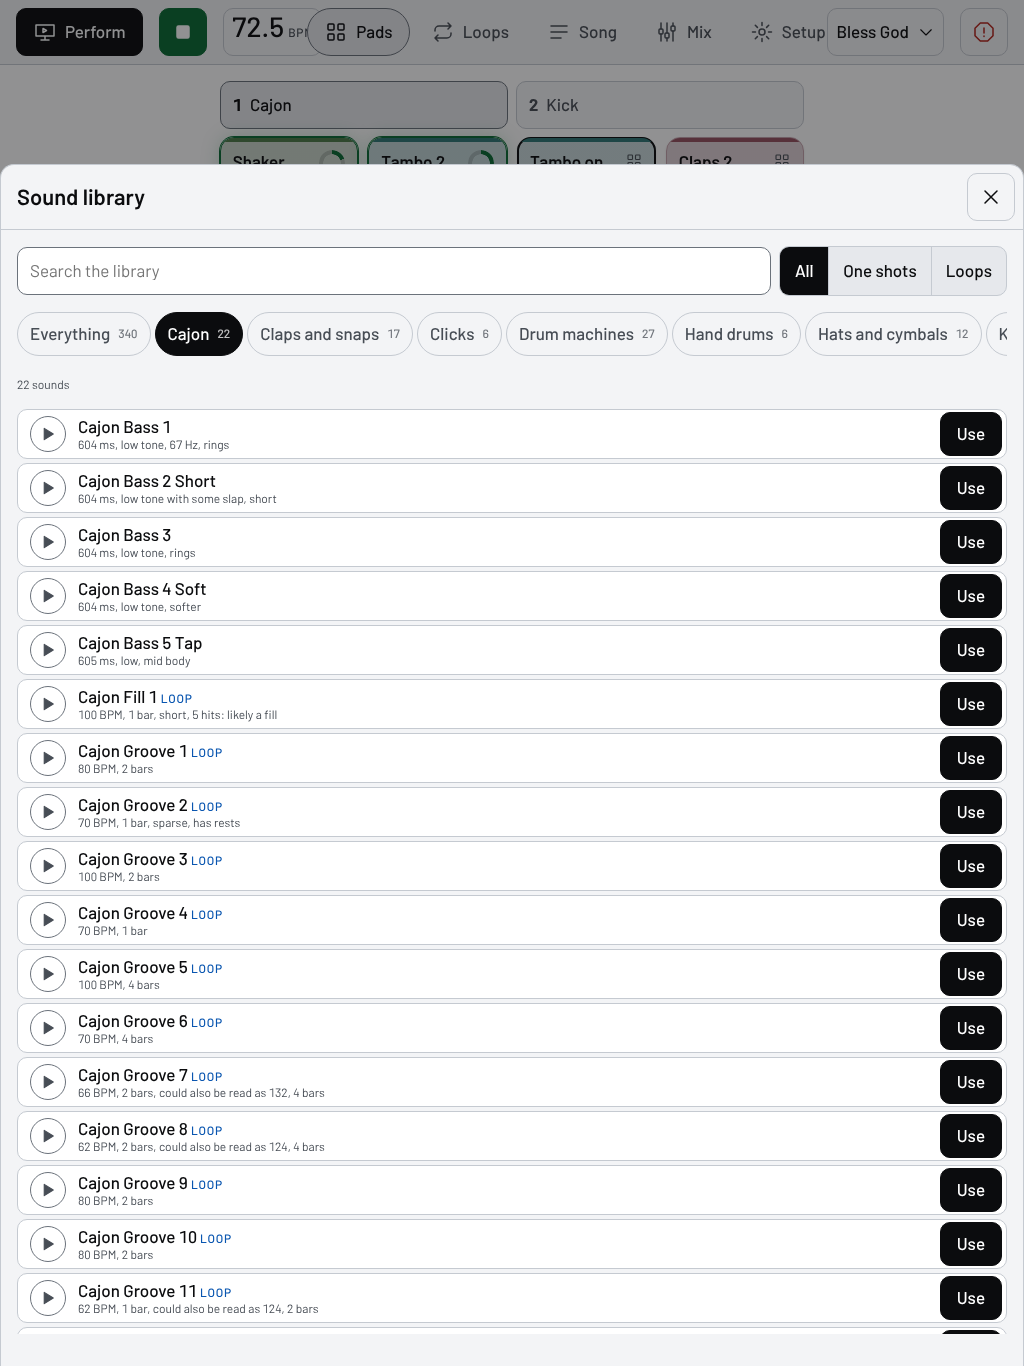 Perform
72.5 BPM
Pads
Loops
Song
Mix
Setup
Bless God
1 Cajon
2 Kick
Shaker
Tambo 2
Tambo on
Claps 2
Sound library
Search the library
All
One shots
Loops
Everything 340
Cajon 22
Claps and snaps 17
Clicks 6
Drum machines 27
Hand drums 6
Hats and cymbals 12
K
22 sounds
Cajon Bass 1
604 ms, low tone, 67 Hz, rings
Use
Cajon Bass 2 Short
604 ms, low tone with some slap, short
Use
Cajon Bass 3
604 ms, low tone, rings
Use
Cajon Bass 4 Soft
604 ms, low tone, softer
Use
Cajon Bass 5 Tap
605 ms, low, mid body
Use
Cajon Fill 1 LOOP
100 BPM, 1 bar, short, 5 hits: likely a fill
Use
Cajon Groove 1 LOOP
80 BPM, 2 bars
Use
Cajon Groove 2 LOOP
70 BPM, 1 bar, sparse, has rests
Use
Cajon Groove 3 LOOP
100 BPM, 2 bars
Use
Cajon Groove 4 LOOP
70 BPM, 1 bar
Use
Cajon Groove 5 LOOP
100 BPM, 4 bars
Use
Cajon Groove 6 LOOP
70 BPM, 4 bars
Use
Cajon Groove 7 LOOP
66 BPM, 2 bars, could also be read as 132, 4 bars
Use
Cajon Groove 8 LOOP
62 BPM, 2 bars, could also be read as 124, 4 bars
Use
Cajon Groove 9 LOOP
80 BPM, 2 bars
Use
Cajon Groove 10 LOOP
80 BPM, 2 bars
Use
Cajon Groove 11 LOOP
62 BPM, 1 bar, could also be read as 124, 2 bars
Use